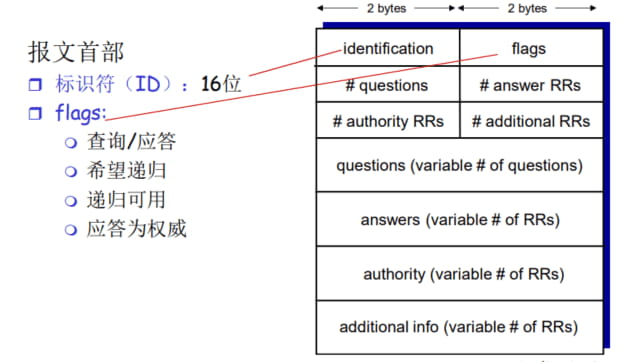 报文首部
标识符（ID）：16位
flags:
查询/应答
希望递归
递归可用
应答为权威
2 bytes
2 bytes
identification
flags
# questions
# answer RRs
# authority RRs
# additional RRs
questions (variable # of questions)
answers (variable # of RRs)
authority (variable # of RRs)
additional info (variable # of RRs)